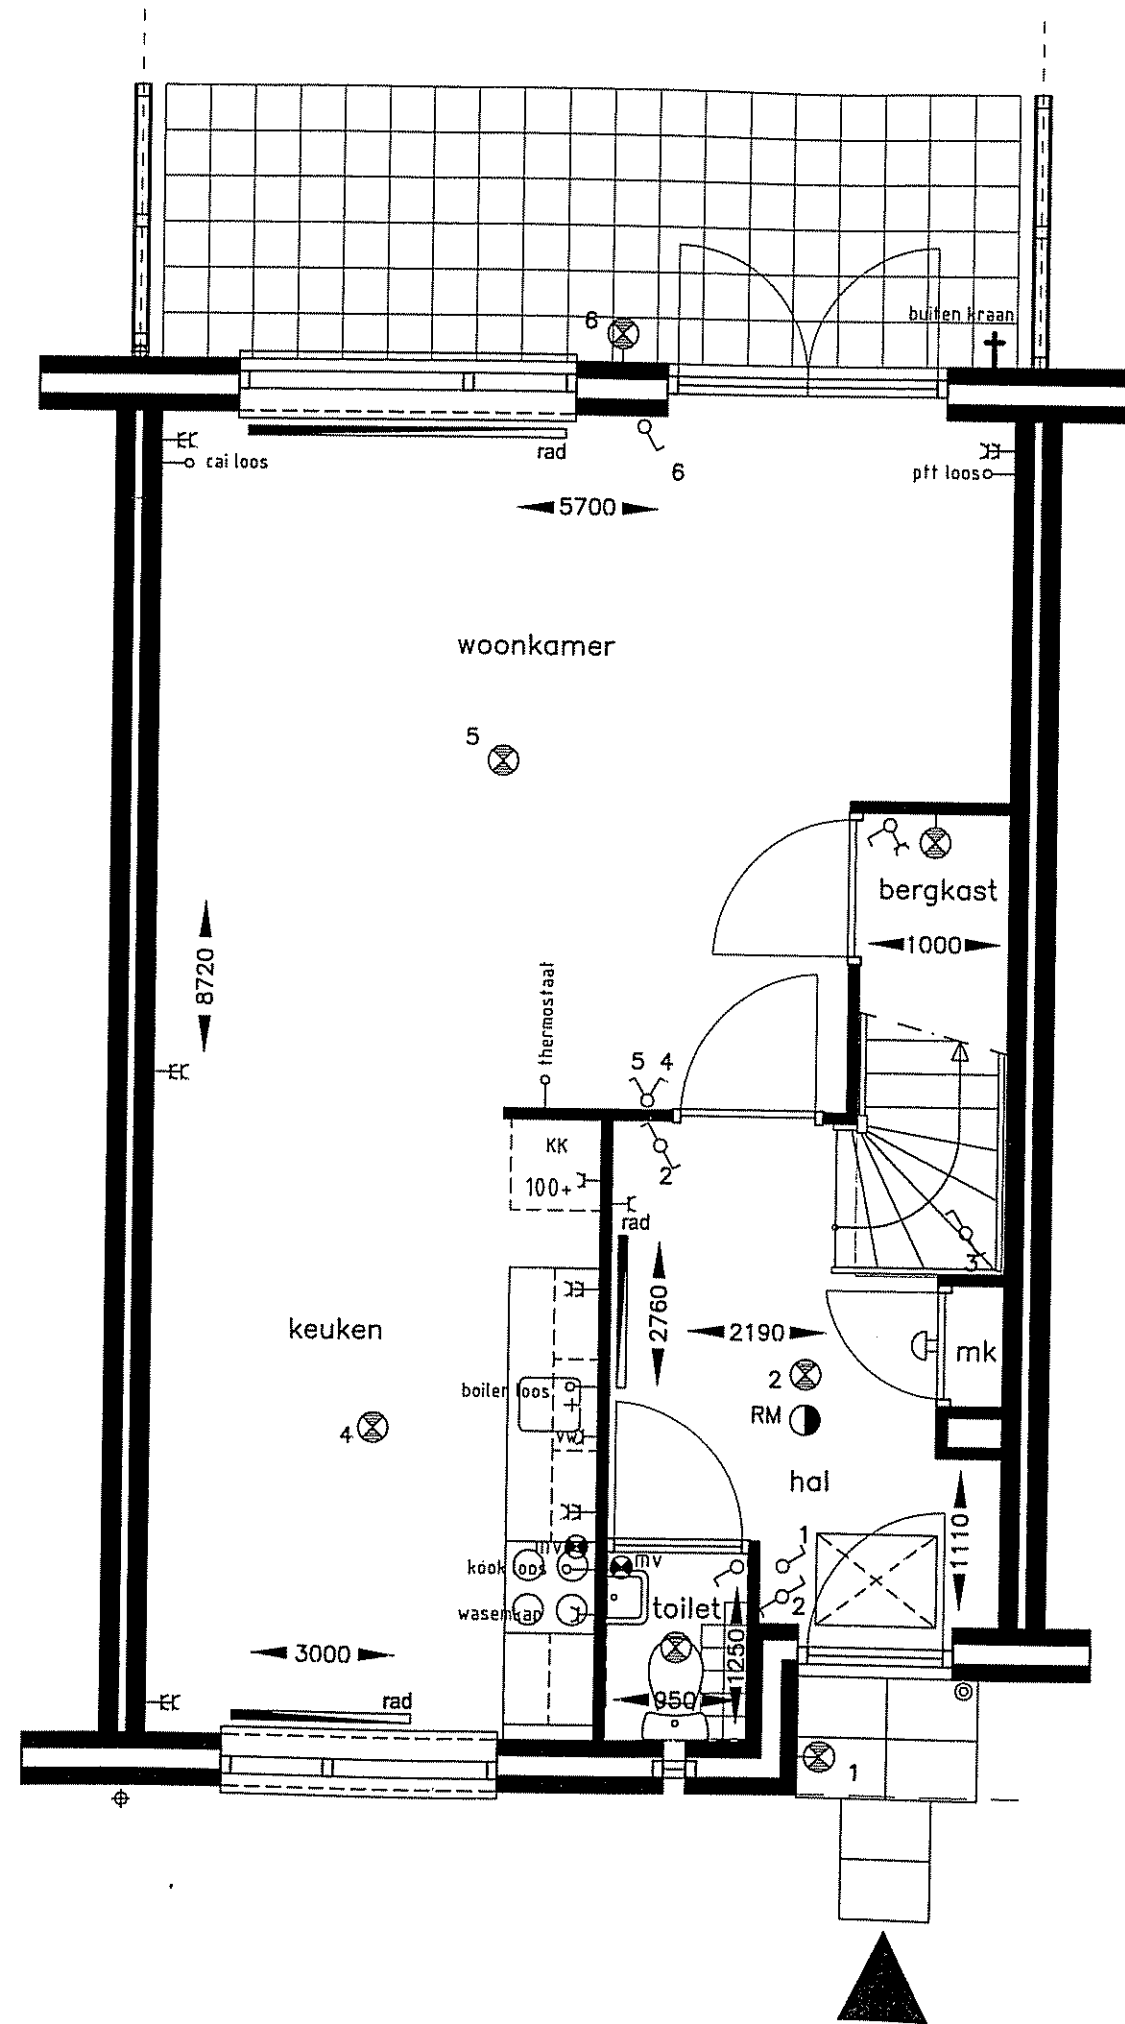 6
buiten kraan
rad
6
cai loos
ptt loos
5700
woonkamer
5
bergkast
1000
8720
thermostaat
5 4
2
KK
100+
rad
3
2760
2190
keuken
mk
2
boiler loos
RM
4
vw
hal
1
1110
mv
mv
kook loos
toilet
2
wasemkap
1250
3000
950
rad
1